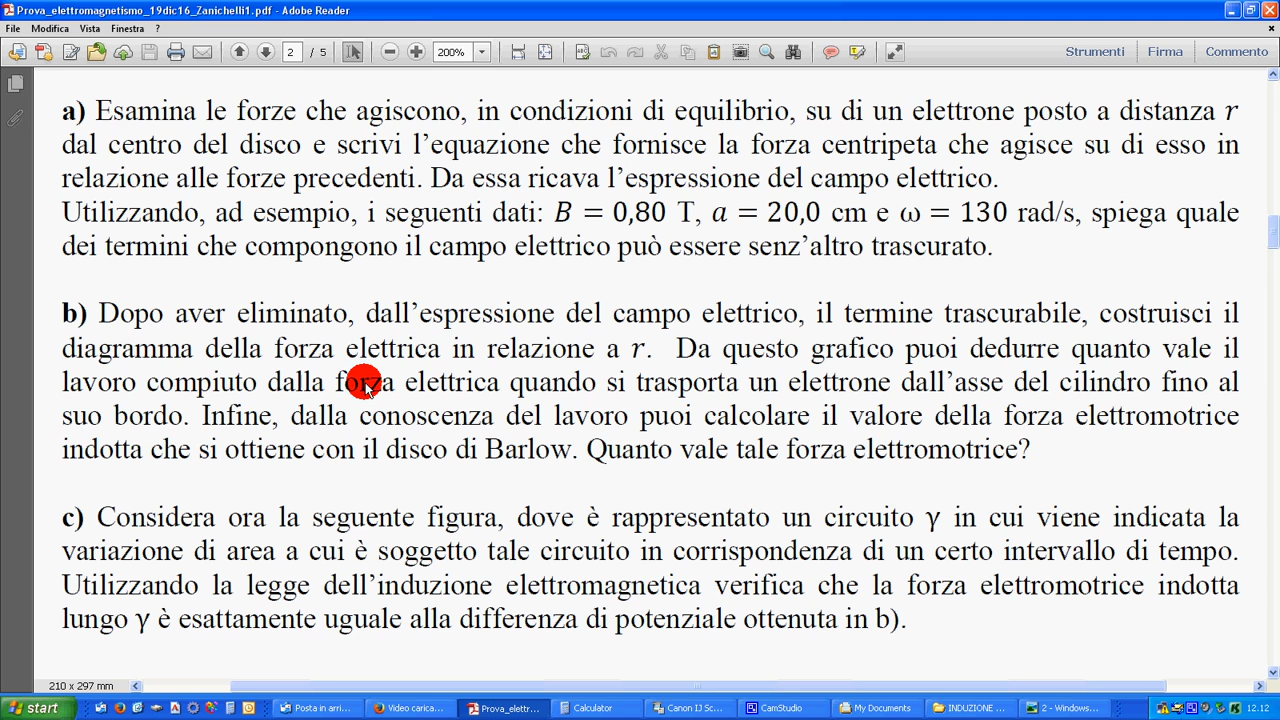 Prova_elettromagnetismo_19dic16_Zanichelli1.pdf - Adobe Reader
File Modifica Vista Finestra ?
2 / 5 200% Strumenti Firma Commento
a) Esamina le forze che agiscono, in condizioni di equilibrio, su di un elettrone posto a distanza r
dal centro del disco e scrivi l’equazione che fornisce la forza centripeta che agisce su di esso in
relazione alle forze precedenti. Da essa ricava l’espressione del campo elettrico.
Utilizzando, ad esempio, i seguenti dati: B = 0,80 T, a = 20,0 cm e ω = 130 rad/s, spiega quale
dei termini che compongono il campo elettrico può essere senz’altro trascurato.
b) Dopo aver eliminato, dall’espressione del campo elettrico, il termine trascurabile, costruisci il
diagramma della forza elettrica in relazione a r. Da questo grafico puoi dedurre quanto vale il
lavoro compiuto dalla forza elettrica quando si trasporta un elettrone dall’asse del cilindro fino al
suo bordo. Infine, dalla conoscenza del lavoro puoi calcolare il valore della forza elettromotrice
indotta che si ottiene con il disco di Barlow. Quanto vale tale forza elettromotrice?
c) Considera ora la seguente figura, dove è rappresentato un circuito γ in cui viene indicata la
variazione di area a cui è soggetto tale circuito in corrispondenza di un certo intervallo di tempo.
Utilizzando la legge dell’induzione elettromagnetica verifica che la forza elettromotrice indotta
lungo γ è esattamente uguale alla differenza di potenziale ottenuta in b).
210 x 297 mm
start Posta in arri... Video carica... Prova_elettr... Calculator Canon IJ Sc... CamStudio My Documents INDUZIONE ... 2 - Windows... 12.12